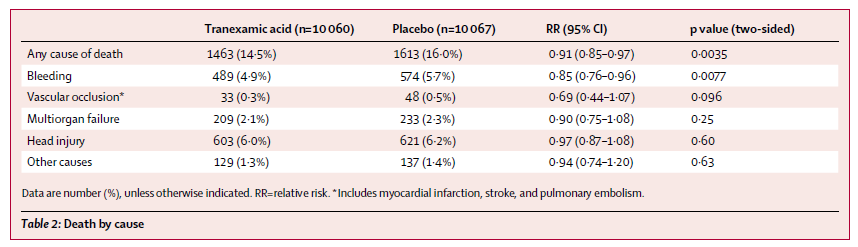 Tranexamic acid (n=10 060) Placebo (n=10 067) RR (95% CI) p value (two-sided)
Any cause of death 1463 (14·5%) 1613 (16·0%) 0·91 (0·85–0·97) 0·0035
Bleeding 489 (4·9%) 574 (5·7%) 0·85 (0·76–0·96) 0·0077
Vascular occlusion* 33 (0·3%) 48 (0·5%) 0·69 (0·44–1·07) 0·096
Multiorgan failure 209 (2·1%) 233 (2·3%) 0·90 (0·75–1·08) 0·25
Head injury 603 (6·0%) 621 (6·2%) 0·97 (0·87–1·08) 0·60
Other causes 129 (1·3%) 137 (1·4%) 0·94 (0·74–1·20) 0·63
Data are number (%), unless otherwise indicated. RR=relative risk. *Includes myocardial infarction, stroke, and pulmonary embolism.
Table 2: Death by cause